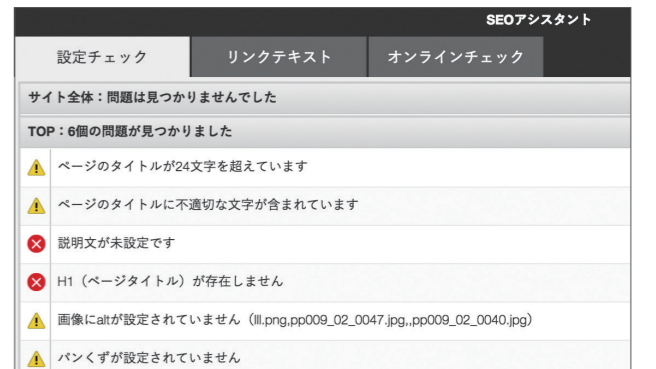 SEOアシスタント
設定チェック リンクテキスト オンラインチェック
サイト全体：問題は見つかりませんでした
TOP：6個の問題が見つかりました
ページのタイトルが24文字を超えています
ページのタイトルに不適切な文字が含まれています
説明文が未設定です
H1（ページタイトル）が存在しません
画像にaltが設定されていません（lll.png,pp009_02_0047.jpg,,pp009_02_0040.jpg）
パンくずが設定されていません